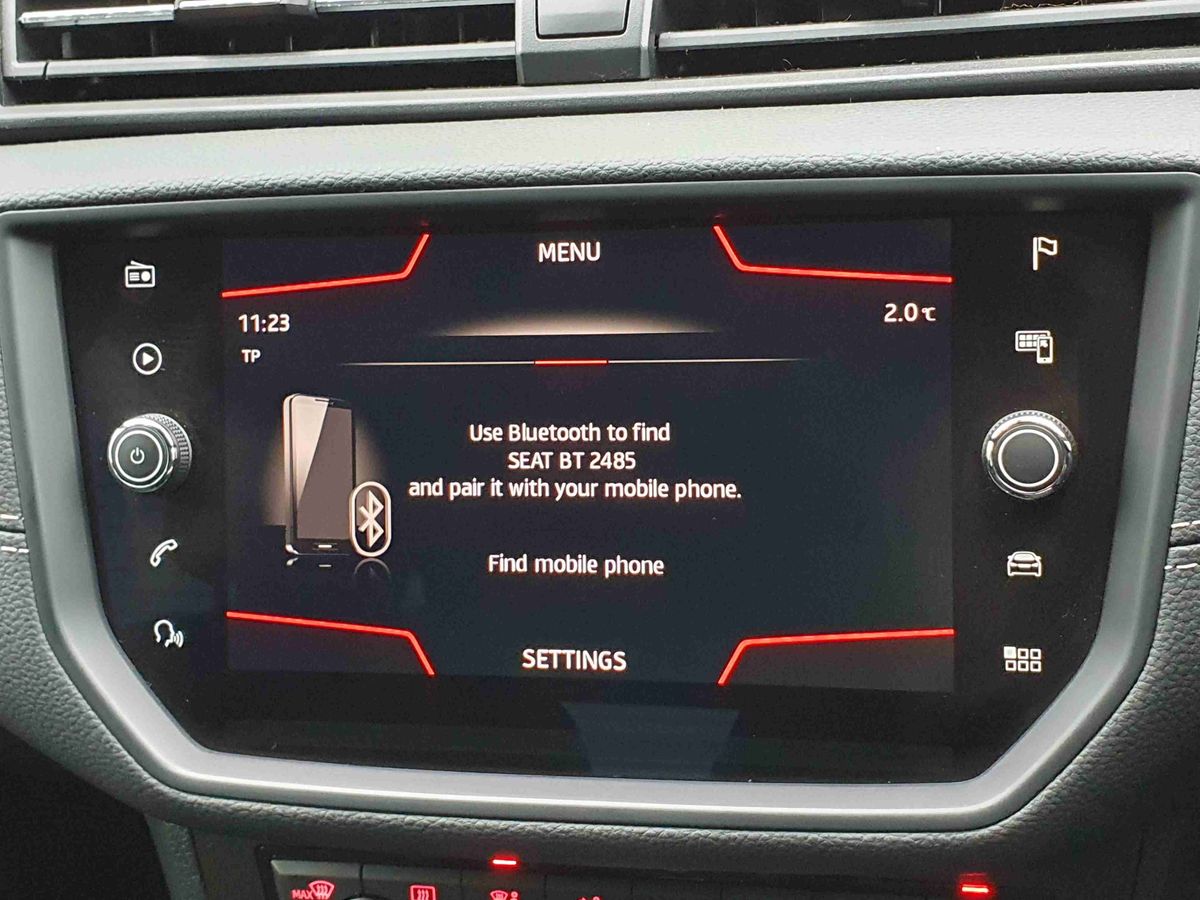 MENU
11:23
2.0°C
TP
Use Bluetooth to find
SEAT BT 2485
and pair it with your mobile phone.
Find mobile phone
SETTINGS
MAX